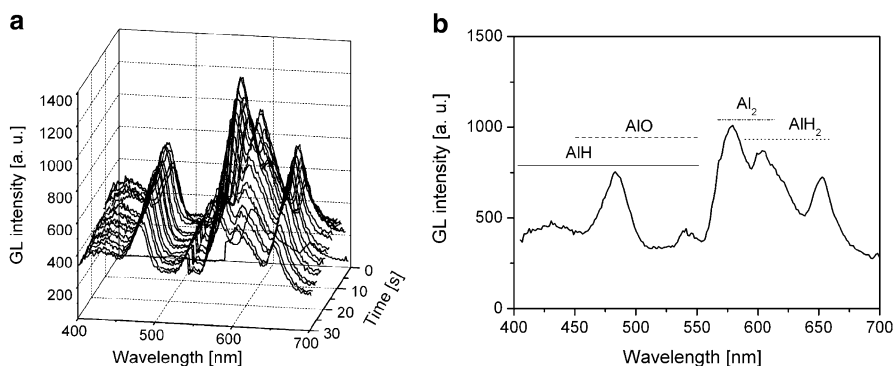 a
GL intensity [a. u.]
1400
1200
1000
800
600
400
200
400
500
600
700
Wavelength [nm]
0
10
20
30
Time [s]
b
GL intensity [a. u.]
1500
1000
500
0
AlH
AlO
Al2
AlH2
400 450 500 550 600 650 700
Wavelength [nm]